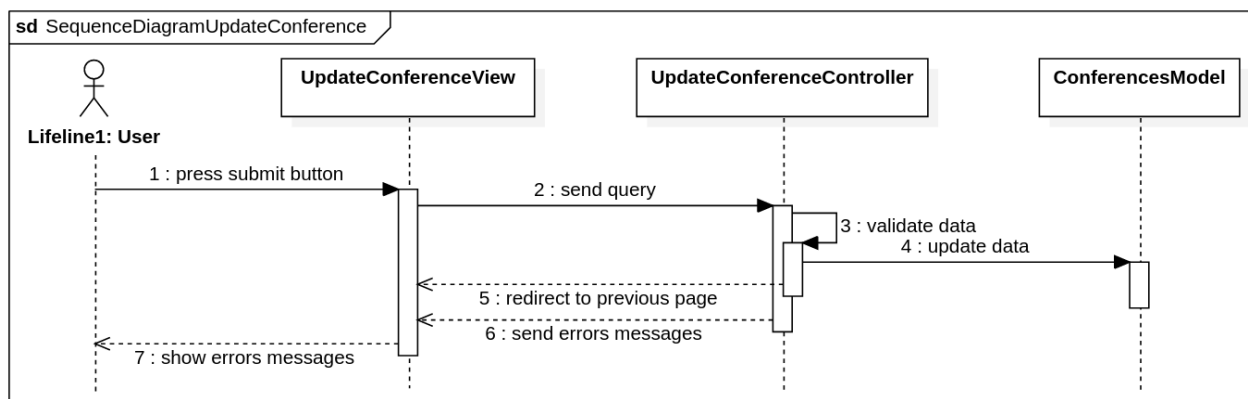 sd SequenceDiagramUpdateConference
UpdateConferenceView
UpdateConferenceController
ConferencesModel
Lifeline1: User
1 : press submit button
2 : send query
3 : validate data
4 : update data
5 : redirect to previous page
6 : send errors messages
7 : show errors messages